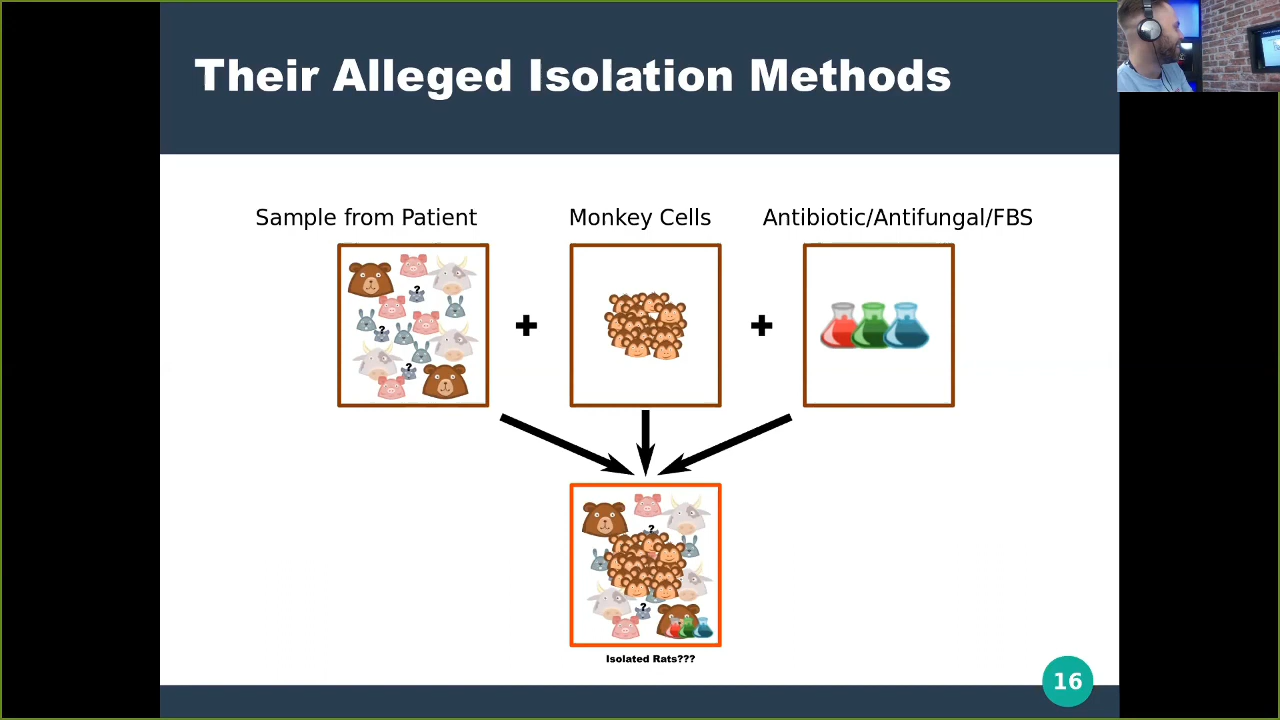 Their Alleged Isolation Methods
Sample from Patient
Monkey Cells
Antibiotic/Antifungal/FBS
?
?
?
?
?
Isolated Rats???
16